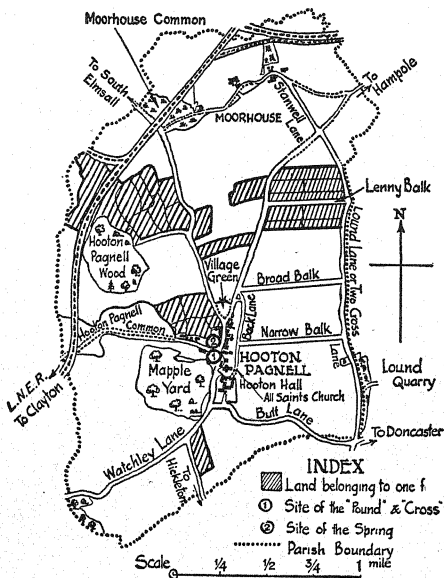 Moorhouse Common
To South
Elmsall
MOORHOUSE
Stanwell
Lane
To
Hampole
Lenny Balk
Lound Lane or Two Cross
Lane
N
Hooton
Pagnell
Wood
Village
Green
Broad Balk
Back Lane
Hooton Pagnell
Common
Narrow Balk
②
①
HOOTON
PAGNELL
Hooton Hall
All Saints Church
Lound
Quarry
L.N.E.R.
To Clayton
Mapple
Yard
Butt Lane
To Doncaster
Watchley Lane
To
Hickleton
INDEX
Land belonging to one f
① Site of the "Pound" & "Cross"
② Site of the Spring
Parish Boundary
Scale 0 ¼ ½ ¾ 1
mile